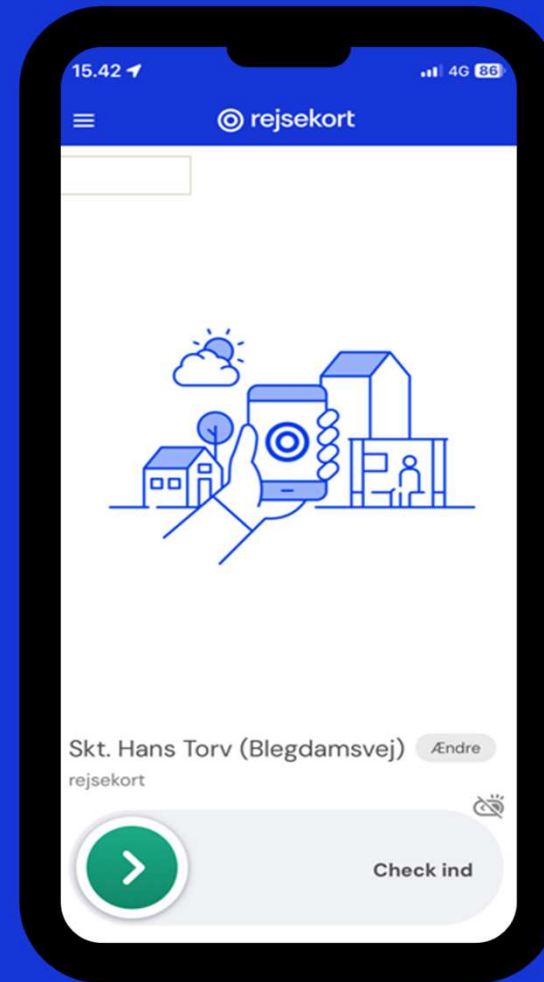 15.42
4G 86
rejsekort
Skt. Hans Torv (Blegdamsvej) Ændre
rejsekort
Check ind